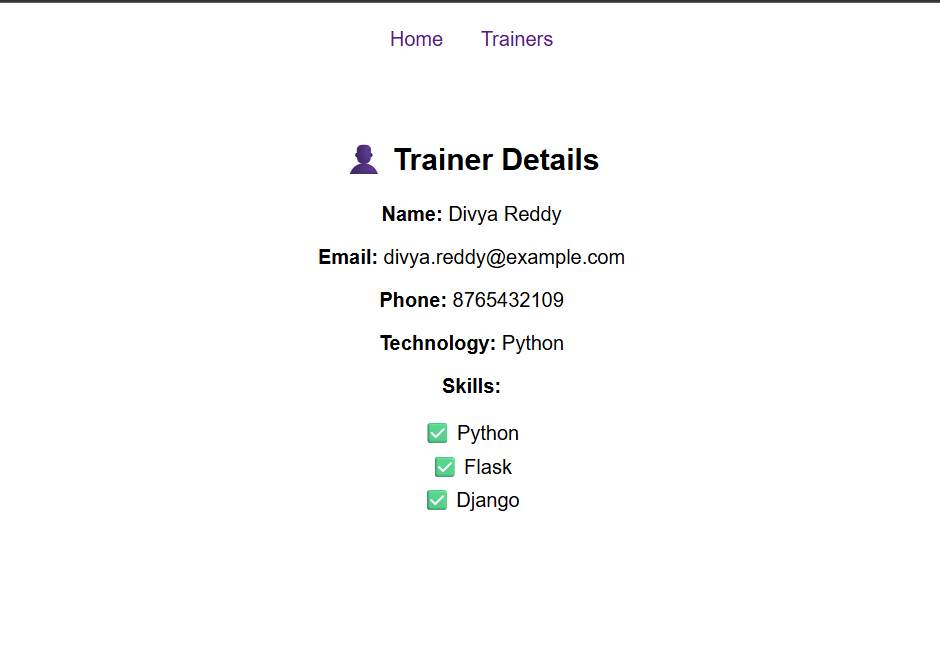 Home Trainers
Trainer Details
Name: Divya Reddy
Email: divya.reddy@example.com
Phone: 8765432109
Technology: Python
Skills:
Python
Flask
Django